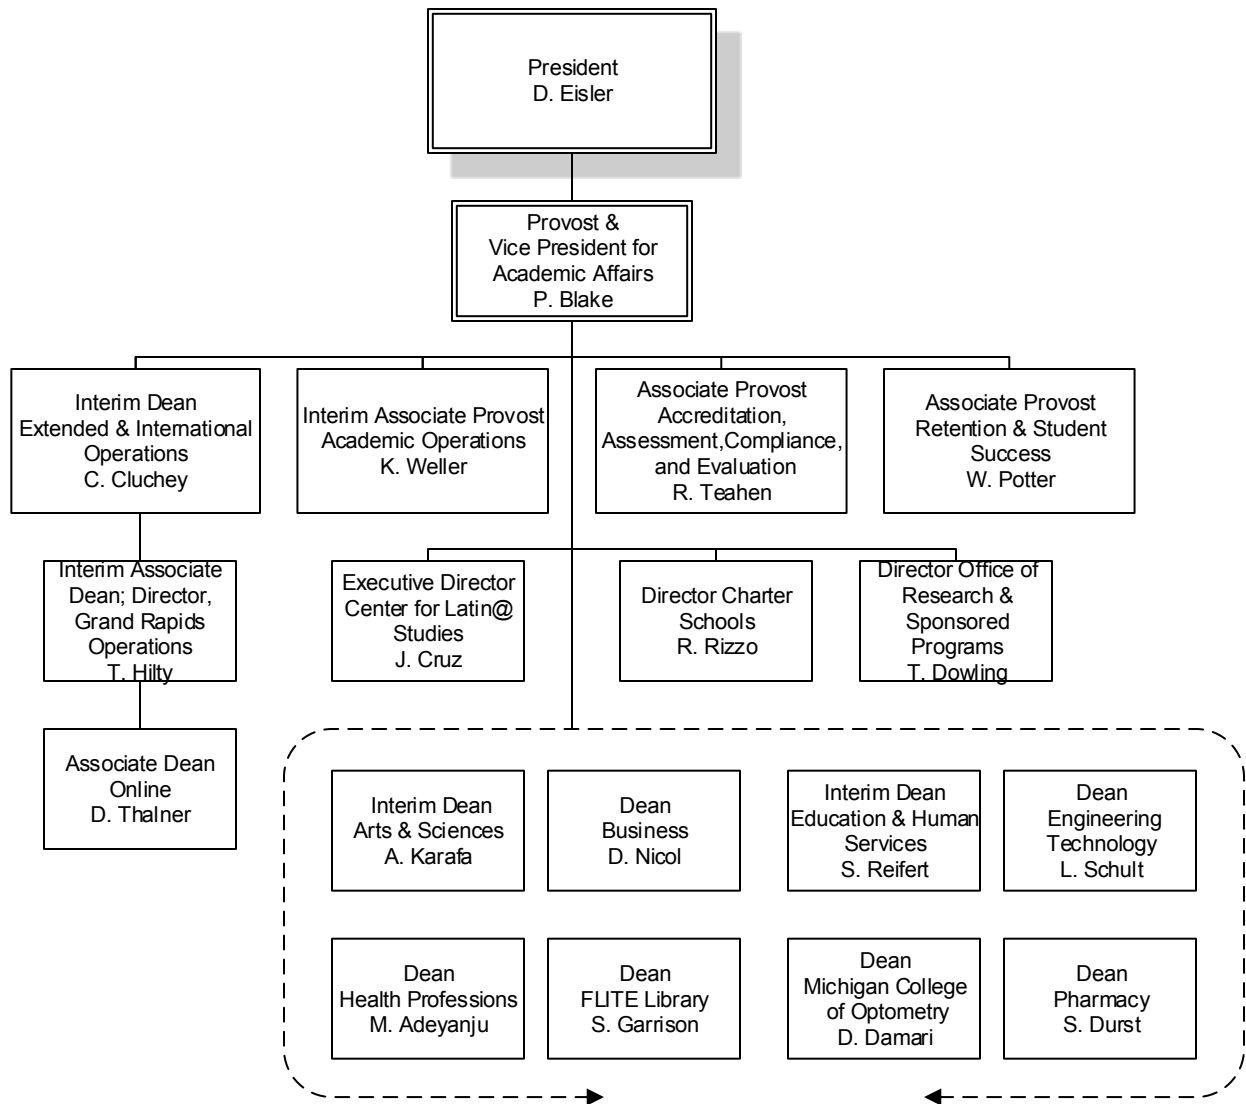 President
D. Eisler
Provost &
Vice President for
Academic Affairs
P. Blake
Interim Dean
Extended & International
Operations
C. Cluchey
Interim Associate Provost
Academic Operations
K. Weller
Associate Provost
Accreditation,
Assessment,Compliance,
and Evaluation
R. Teahen
Associate Provost
Retention & Student
Success
W. Potter
Interim Associate
Dean; Director,
Grand Rapids
Operations
T. Hilty
Executive Director
Center for Latin@
Studies
J. Cruz
Director Charter
Schools
R. Rizzo
Director Office of
Research &
Sponsored
Programs
T. Dowling
Associate Dean
Online
D. Thalner
Interim Dean
Arts & Sciences
A. Karafa
Dean
Business
D. Nicol
Interim Dean
Education & Human
Services
S. Reifert
Dean
Engineering
Technology
L. Schult
Dean
Health Professions
M. Adeyanju
Dean
FLITE Library
S. Garrison
Dean
Michigan College
of Optometry
D. Damari
Dean
Pharmacy
S. Durst